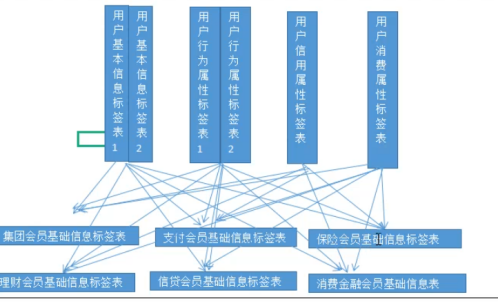 用户基本信息标签表1
用户基本信息标签表2
用户行为属性标签表1
用户行为属性标签表2
用户信用属性标签表
用户消费属性标签表
集团会员基础信息标签表
支付会员基础信息标签表
保险会员基础信息标签表
理财会员基础信息标签表
信贷会员基础信息标签表
消费金融会员基础信息表